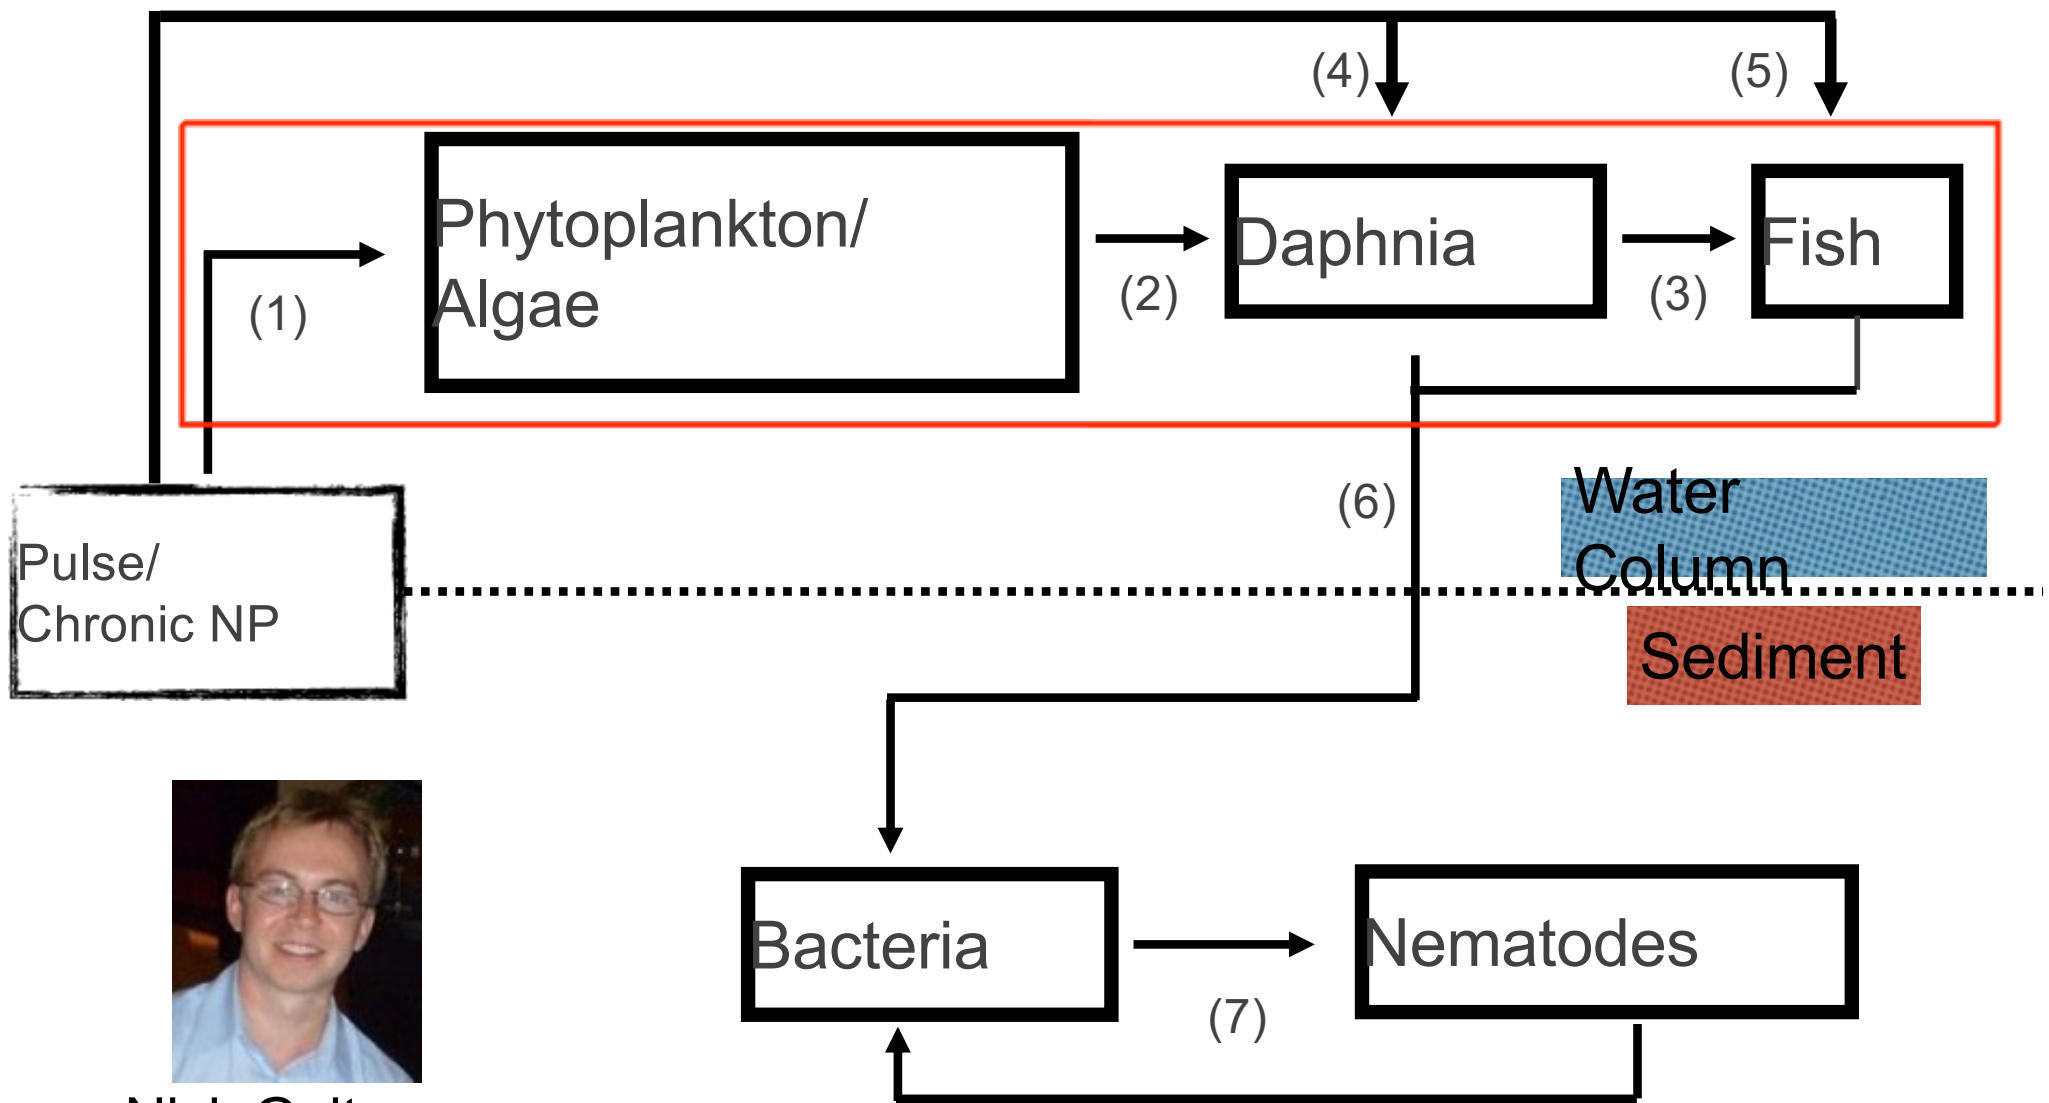 (4)
(5)
Phytoplankton/
Algae
Daphnia
Fish
(1)
(2)
(3)
(6)
Water
Column
Pulse/
Chronic NP
Sediment
Bacteria
Nematodes
(7)